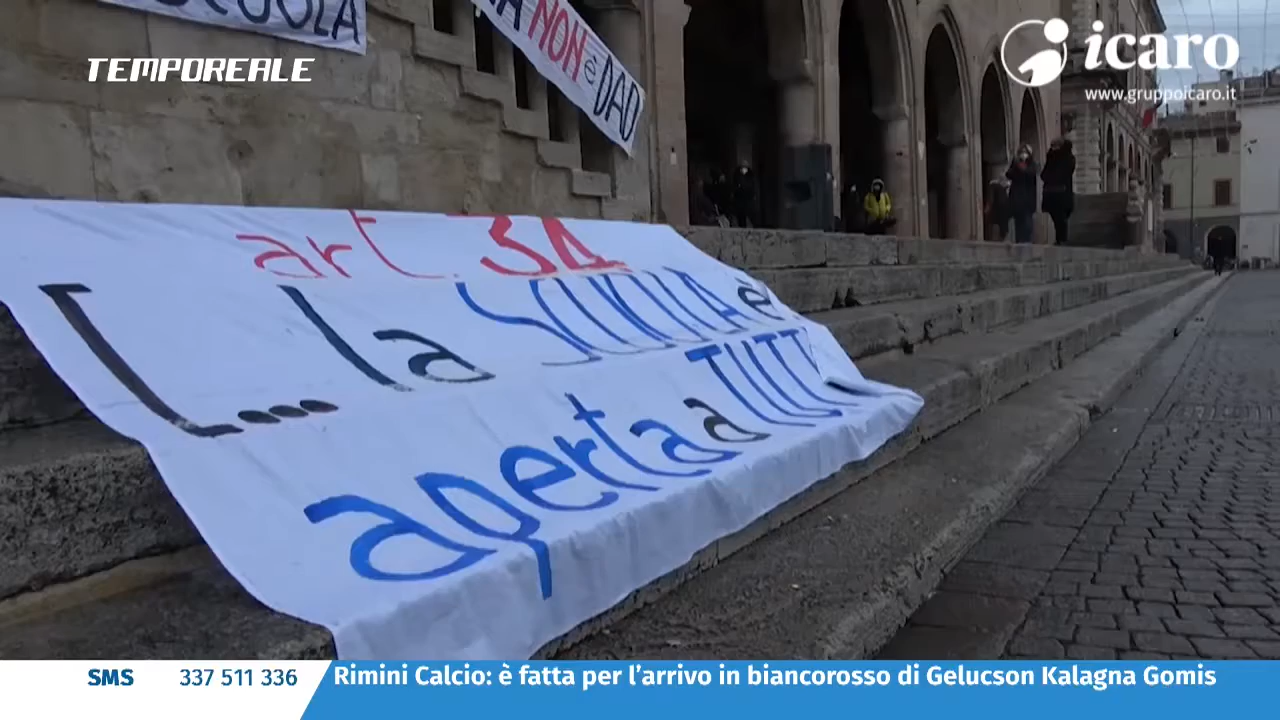 SCUOLA
NON è DAD
TEMPOREALE
icaro
www.gruppoicaro.it
art. 34
[... la SCUOLA è
aperta a TUTTI
SMS 337 511 336
Rimini Calcio: è fatta per l'arrivo in biancorosso di Gelucson Kalagna Gomis